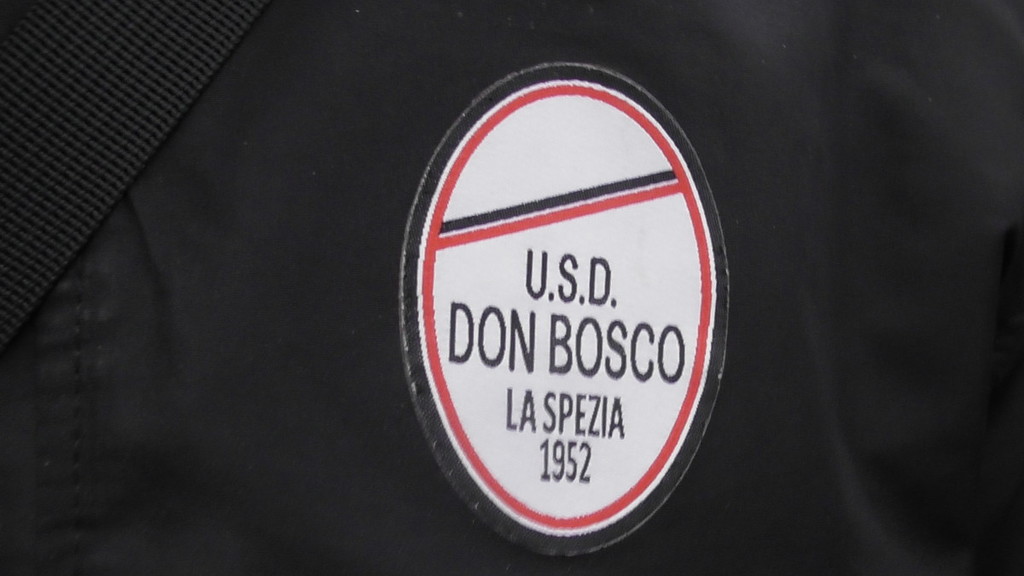 U.S.D.
DON BOSCO
LA SPEZIA
1952